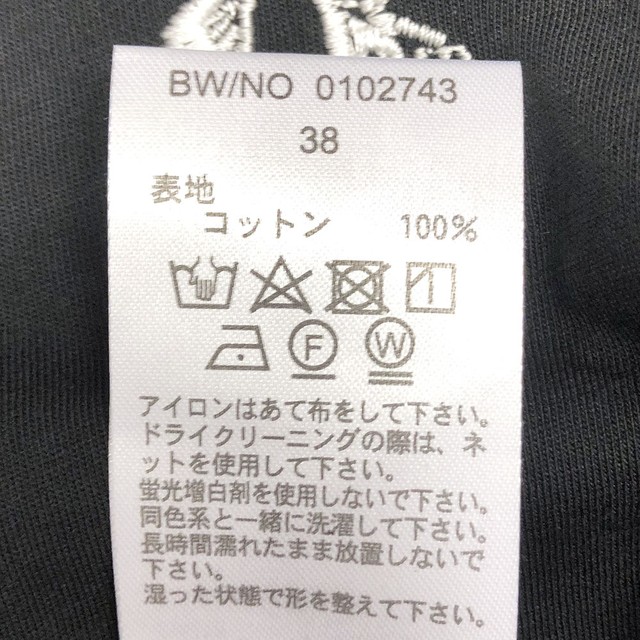 BW/NO 0102743
38
表地
コットン 100%
F W
アイロンはあて布をして下さい。
ドライクリーニングの際は、ネ
ットを使用して下さい。
蛍光増白剤を使用しないで下さい。
同色系と一緒に洗濯して下さい。
長時間濡れたまま放置しないで
下さい。
湿った状態で形を整えて下さい。